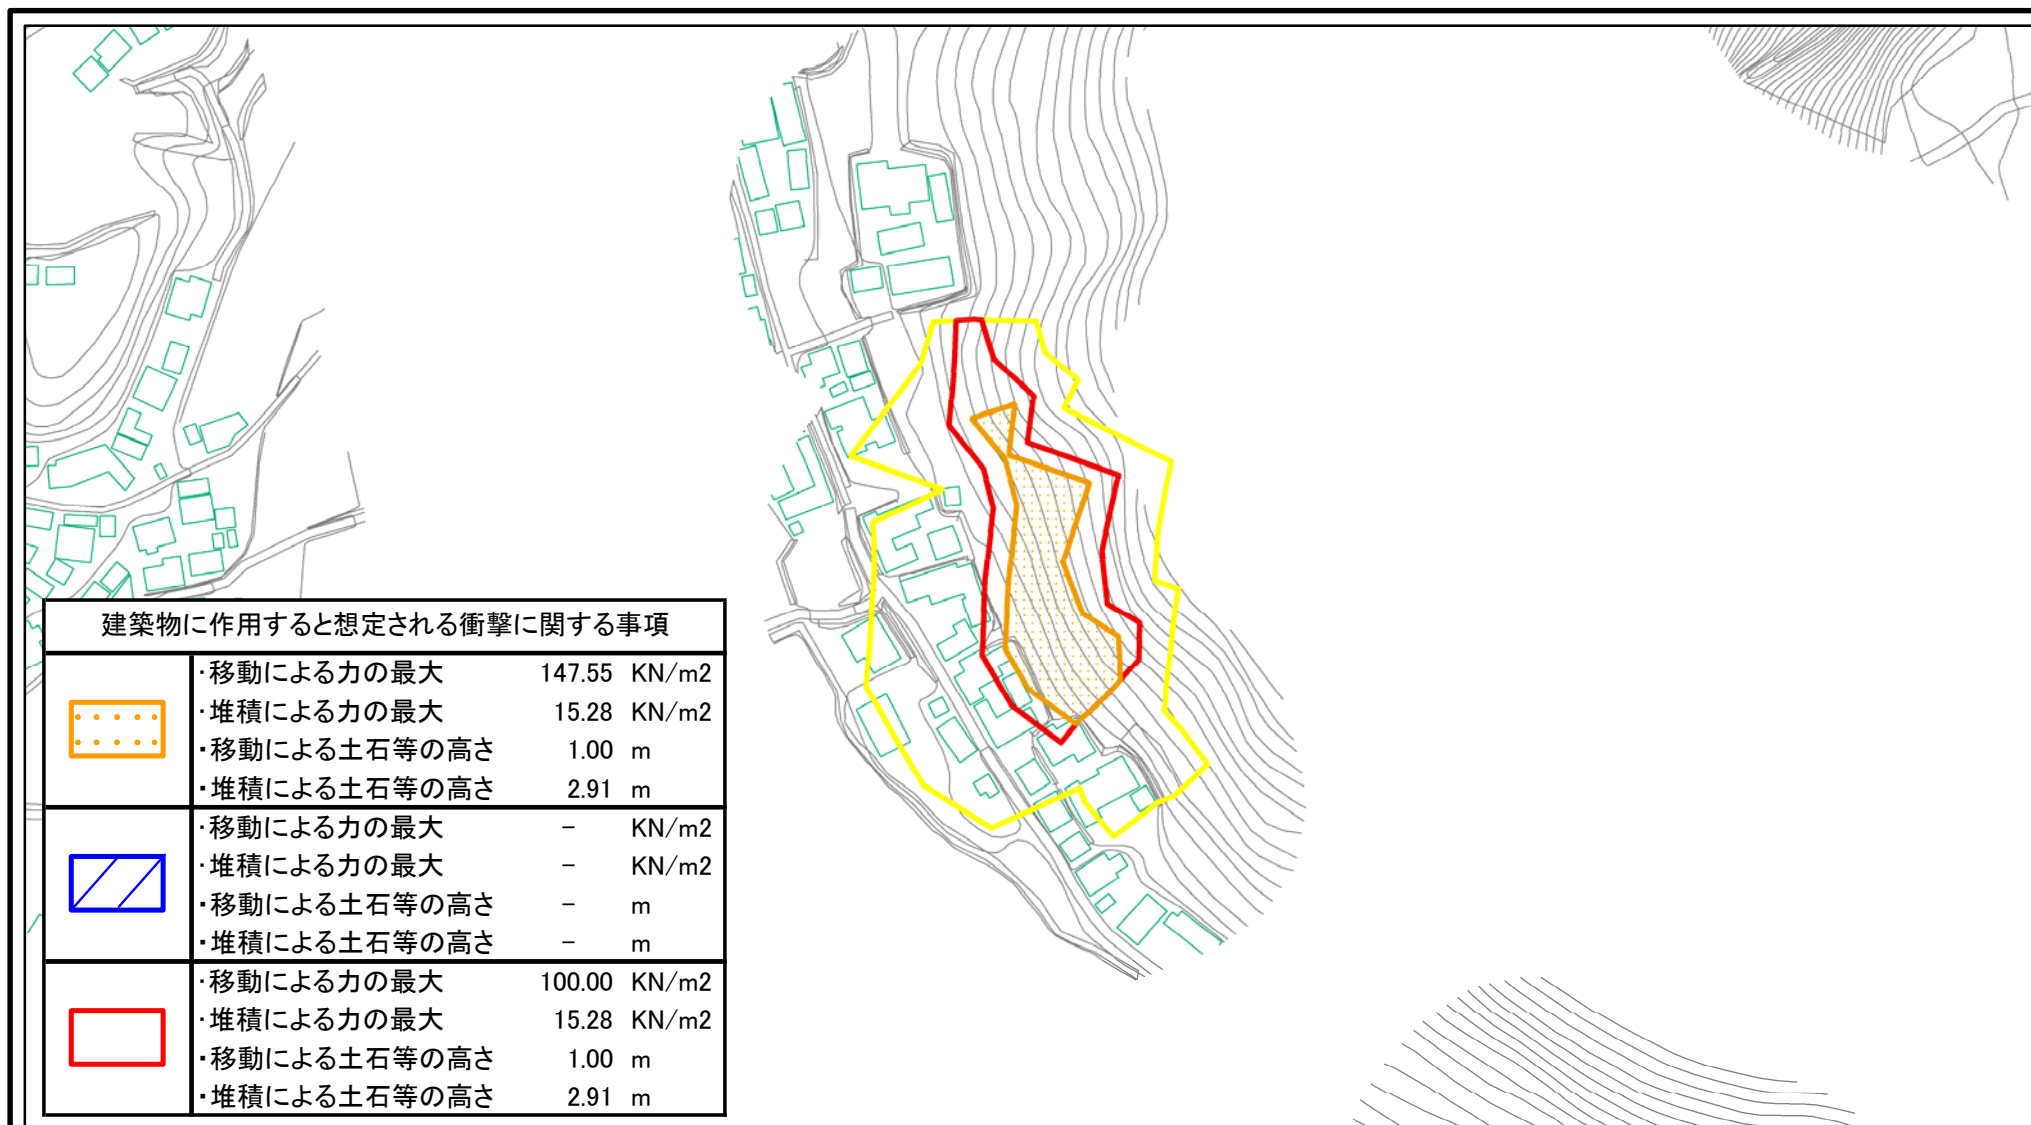 建築物に作用すると想定される衝撃に関する事項
・移動による力の最大 147.55 KN/m2
・堆積による力の最大 15.28 KN/m2
・移動による土石等の高さ 1.00 m
・堆積による土石等の高さ 2.91 m
・移動による力の最大 － KN/m2
・堆積による力の最大 － KN/m2
・移動による土石等の高さ － m
・堆積による土石等の高さ － m
・移動による力の最大 100.00 KN/m2
・堆積による力の最大 15.28 KN/m2
・移動による土石等の高さ 1.00 m
・堆積による土石等の高さ 2.91 m